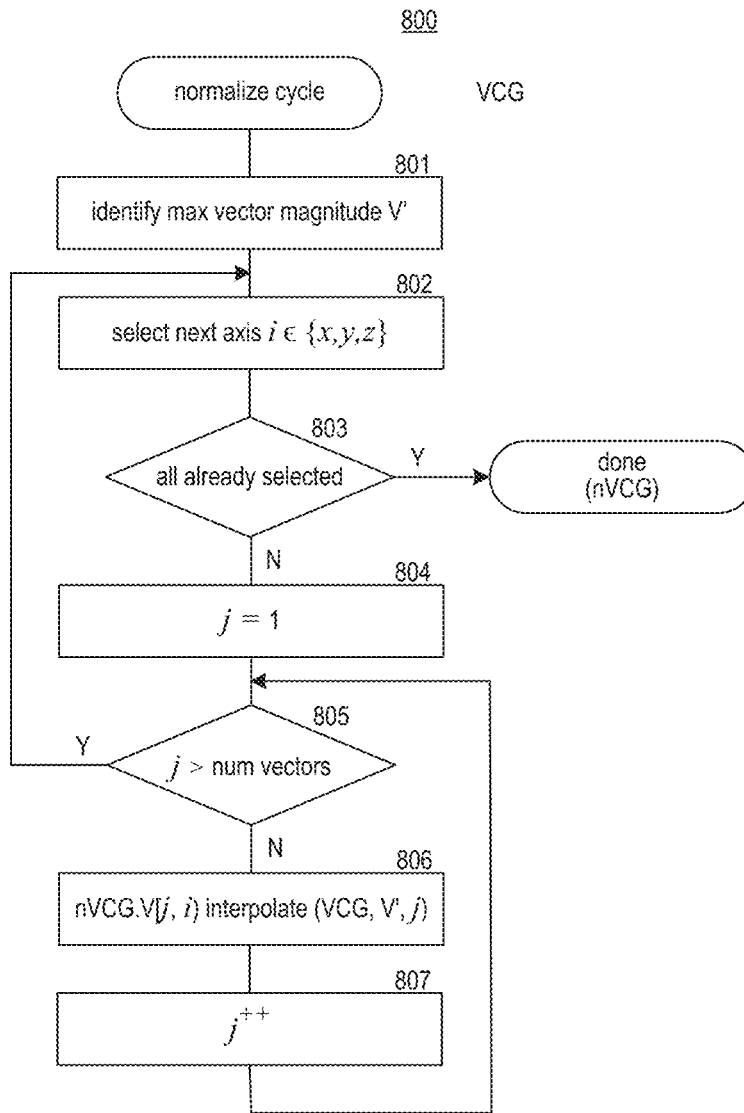 800
normalize cycle
VCG
801
identify max vector magnitude V'
802
select next axis i ∈ {x,y,z}
803
all already selected
Y
done
(nVCG)
N
804
j = 1
805
Y
j > num vectors
N
806
nVCG.V[j, i) interpolate (VCG, V', j)
807
j++